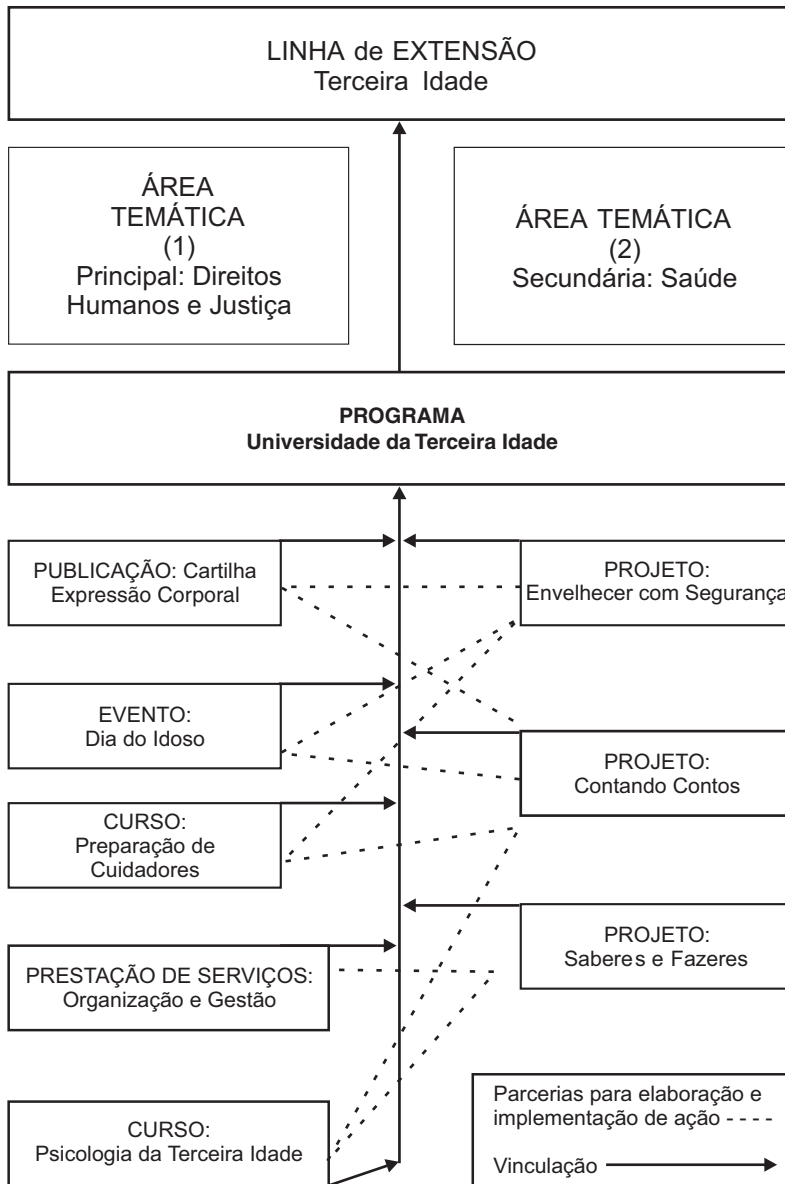 LINHA de EXTENSÃO
Terceira Idade
ÁREA
TEMÁTICA
(1)
Principal: Direitos
Humanos e Justiça
ÁREA TEMÁTICA
(2)
Secundária: Saúde
PROGRAMA
Universidade da Terceira Idade
PUBLICAÇÃO: Cartilha
Expressão Corporal
PROJETO:
Envelhecer com Segurança
EVENTO:
Dia do Idoso
PROJETO:
Contando Contos
CURSO:
Preparação de
Cuidadores
PROJETO:
Saberes e Fazeres
PRESTAÇÃO DE SERVIÇOS:
Organização e Gestão
CURSO:
Psicologia da Terceira Idade
Parcerias para elaboração e
implementação de ação
Vinculação